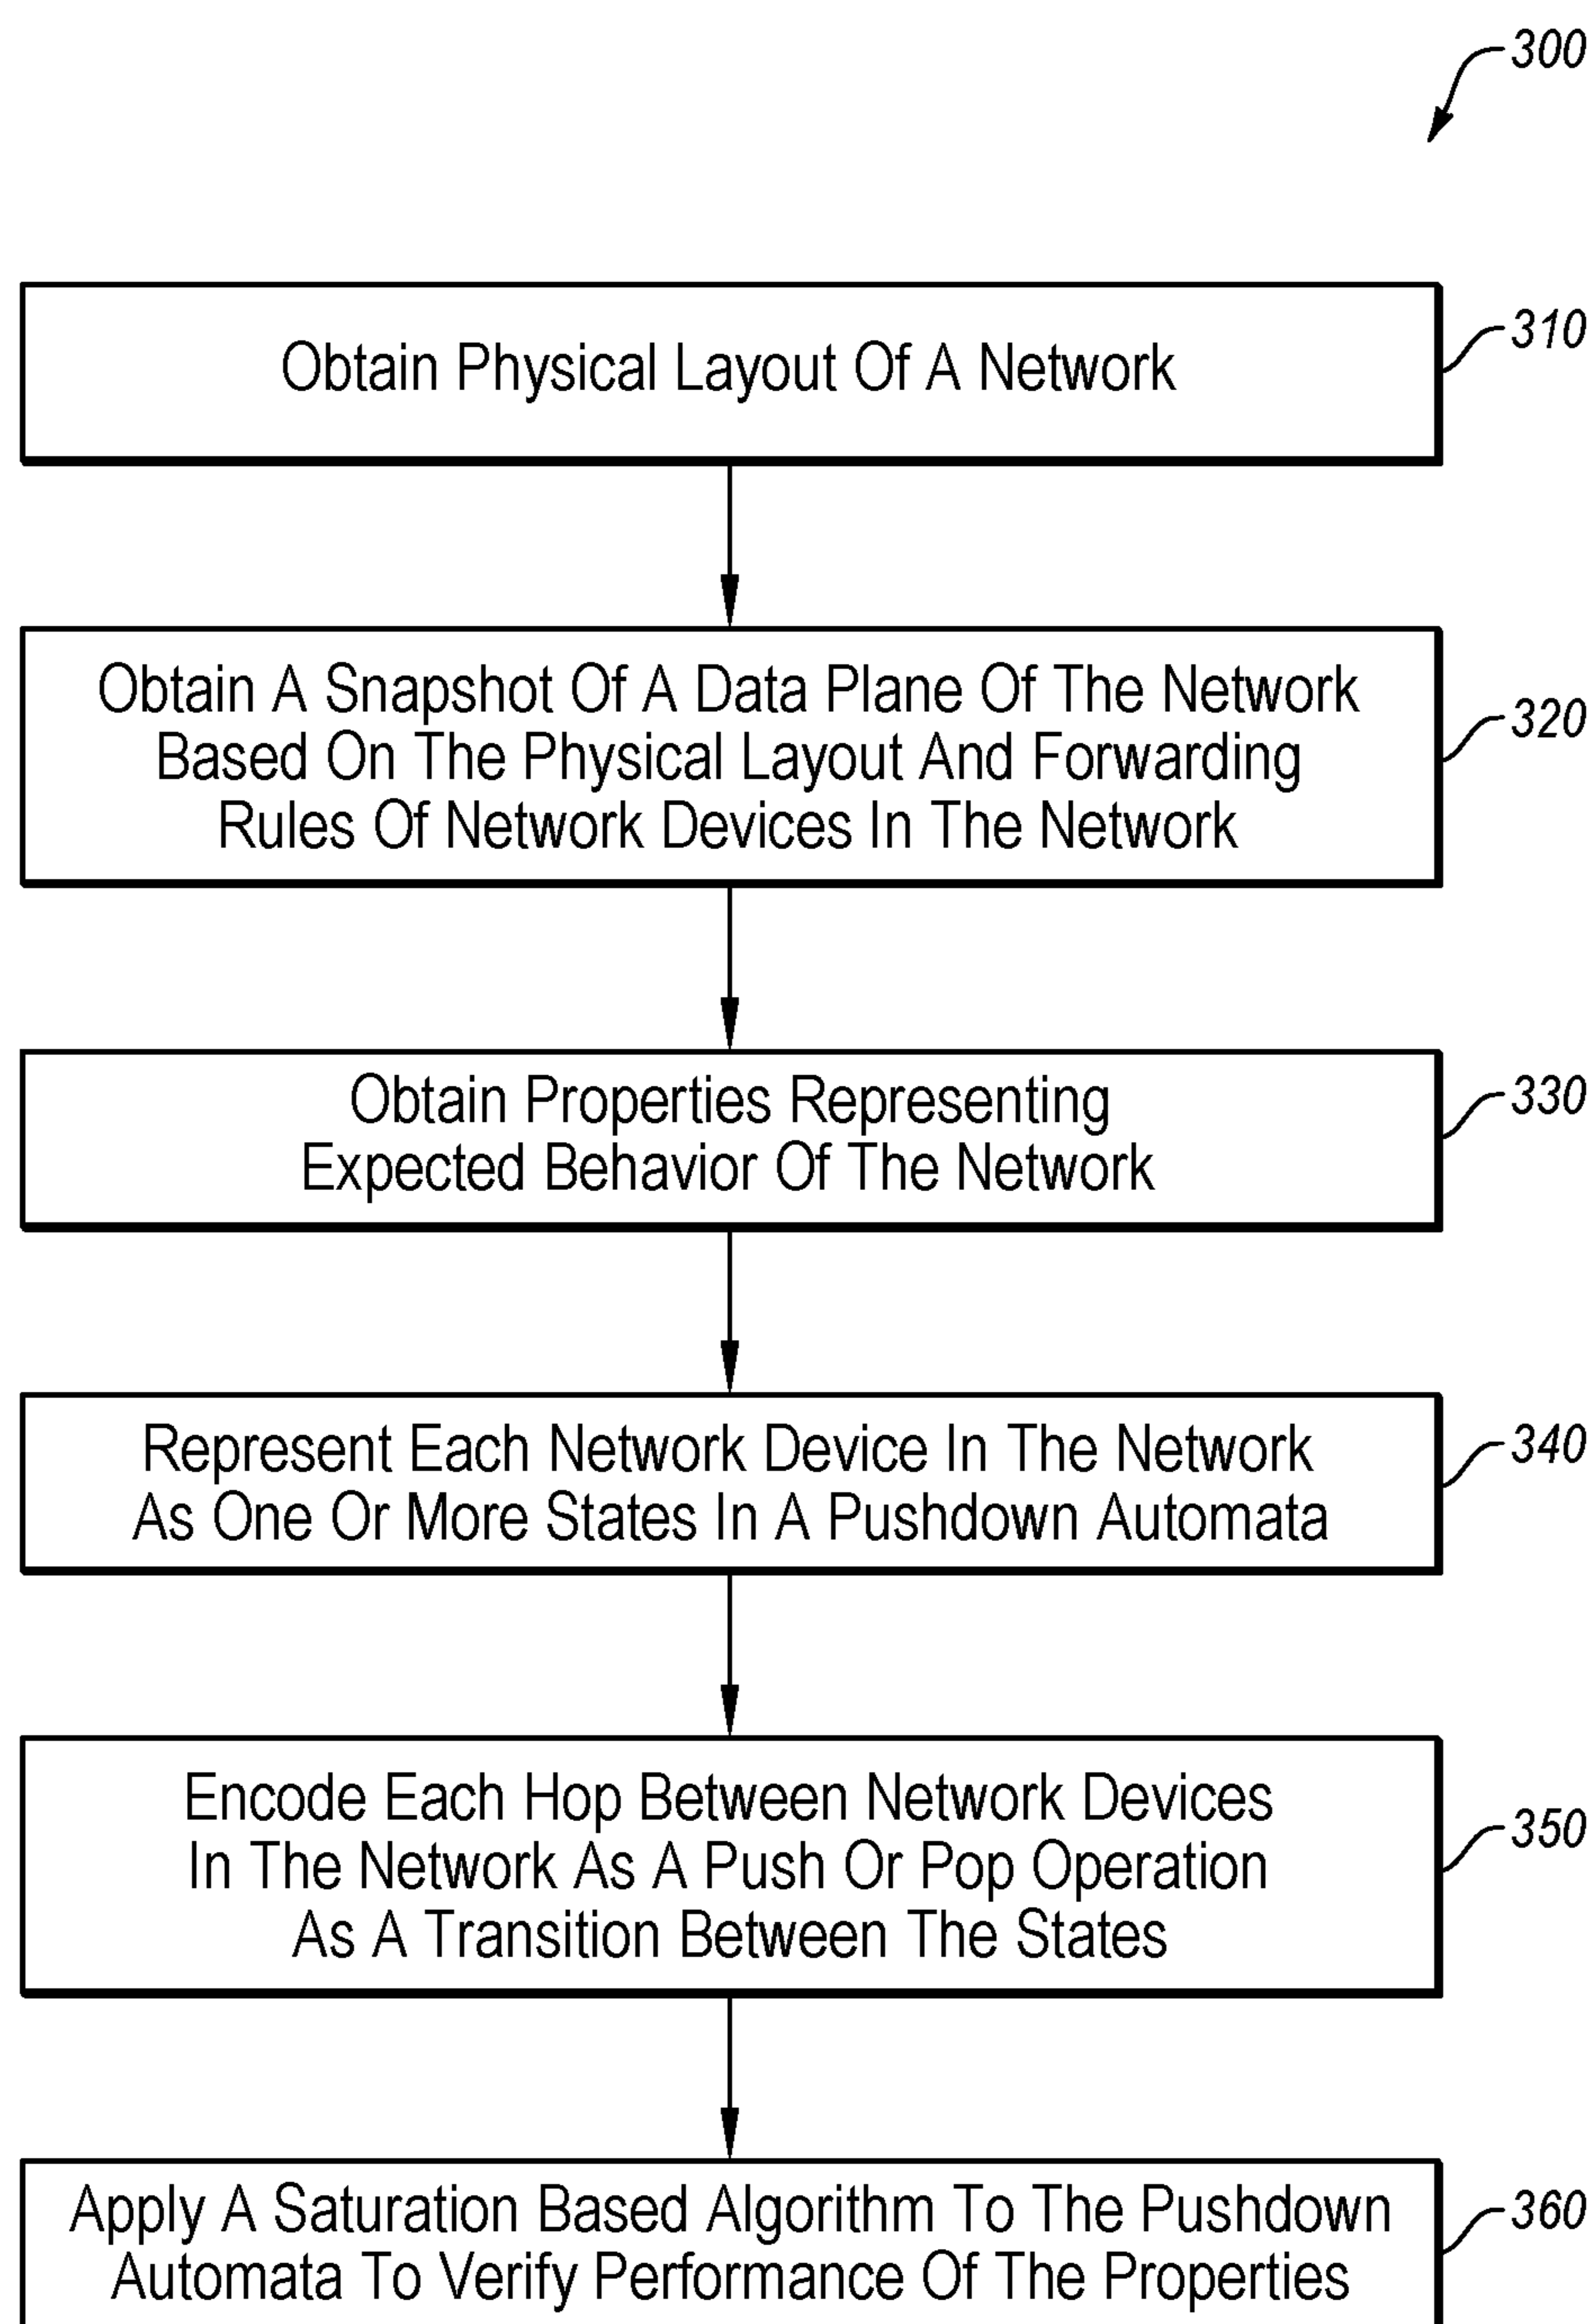 300
Obtain Physical Layout Of A Network
310
Obtain A Snapshot Of A Data Plane Of The Network
Based On The Physical Layout And Forwarding
Rules Of Network Devices In The Network
320
Obtain Properties Representing
Expected Behavior Of The Network
330
Represent Each Network Device In The Network
As One Or More States In A Pushdown Automata
340
Encode Each Hop Between Network Devices
In The Network As A Push Or Pop Operation
As A Transition Between The States
350
Apply A Saturation Based Algorithm To The Pushdown
Automata To Verify Performance Of The Properties
360